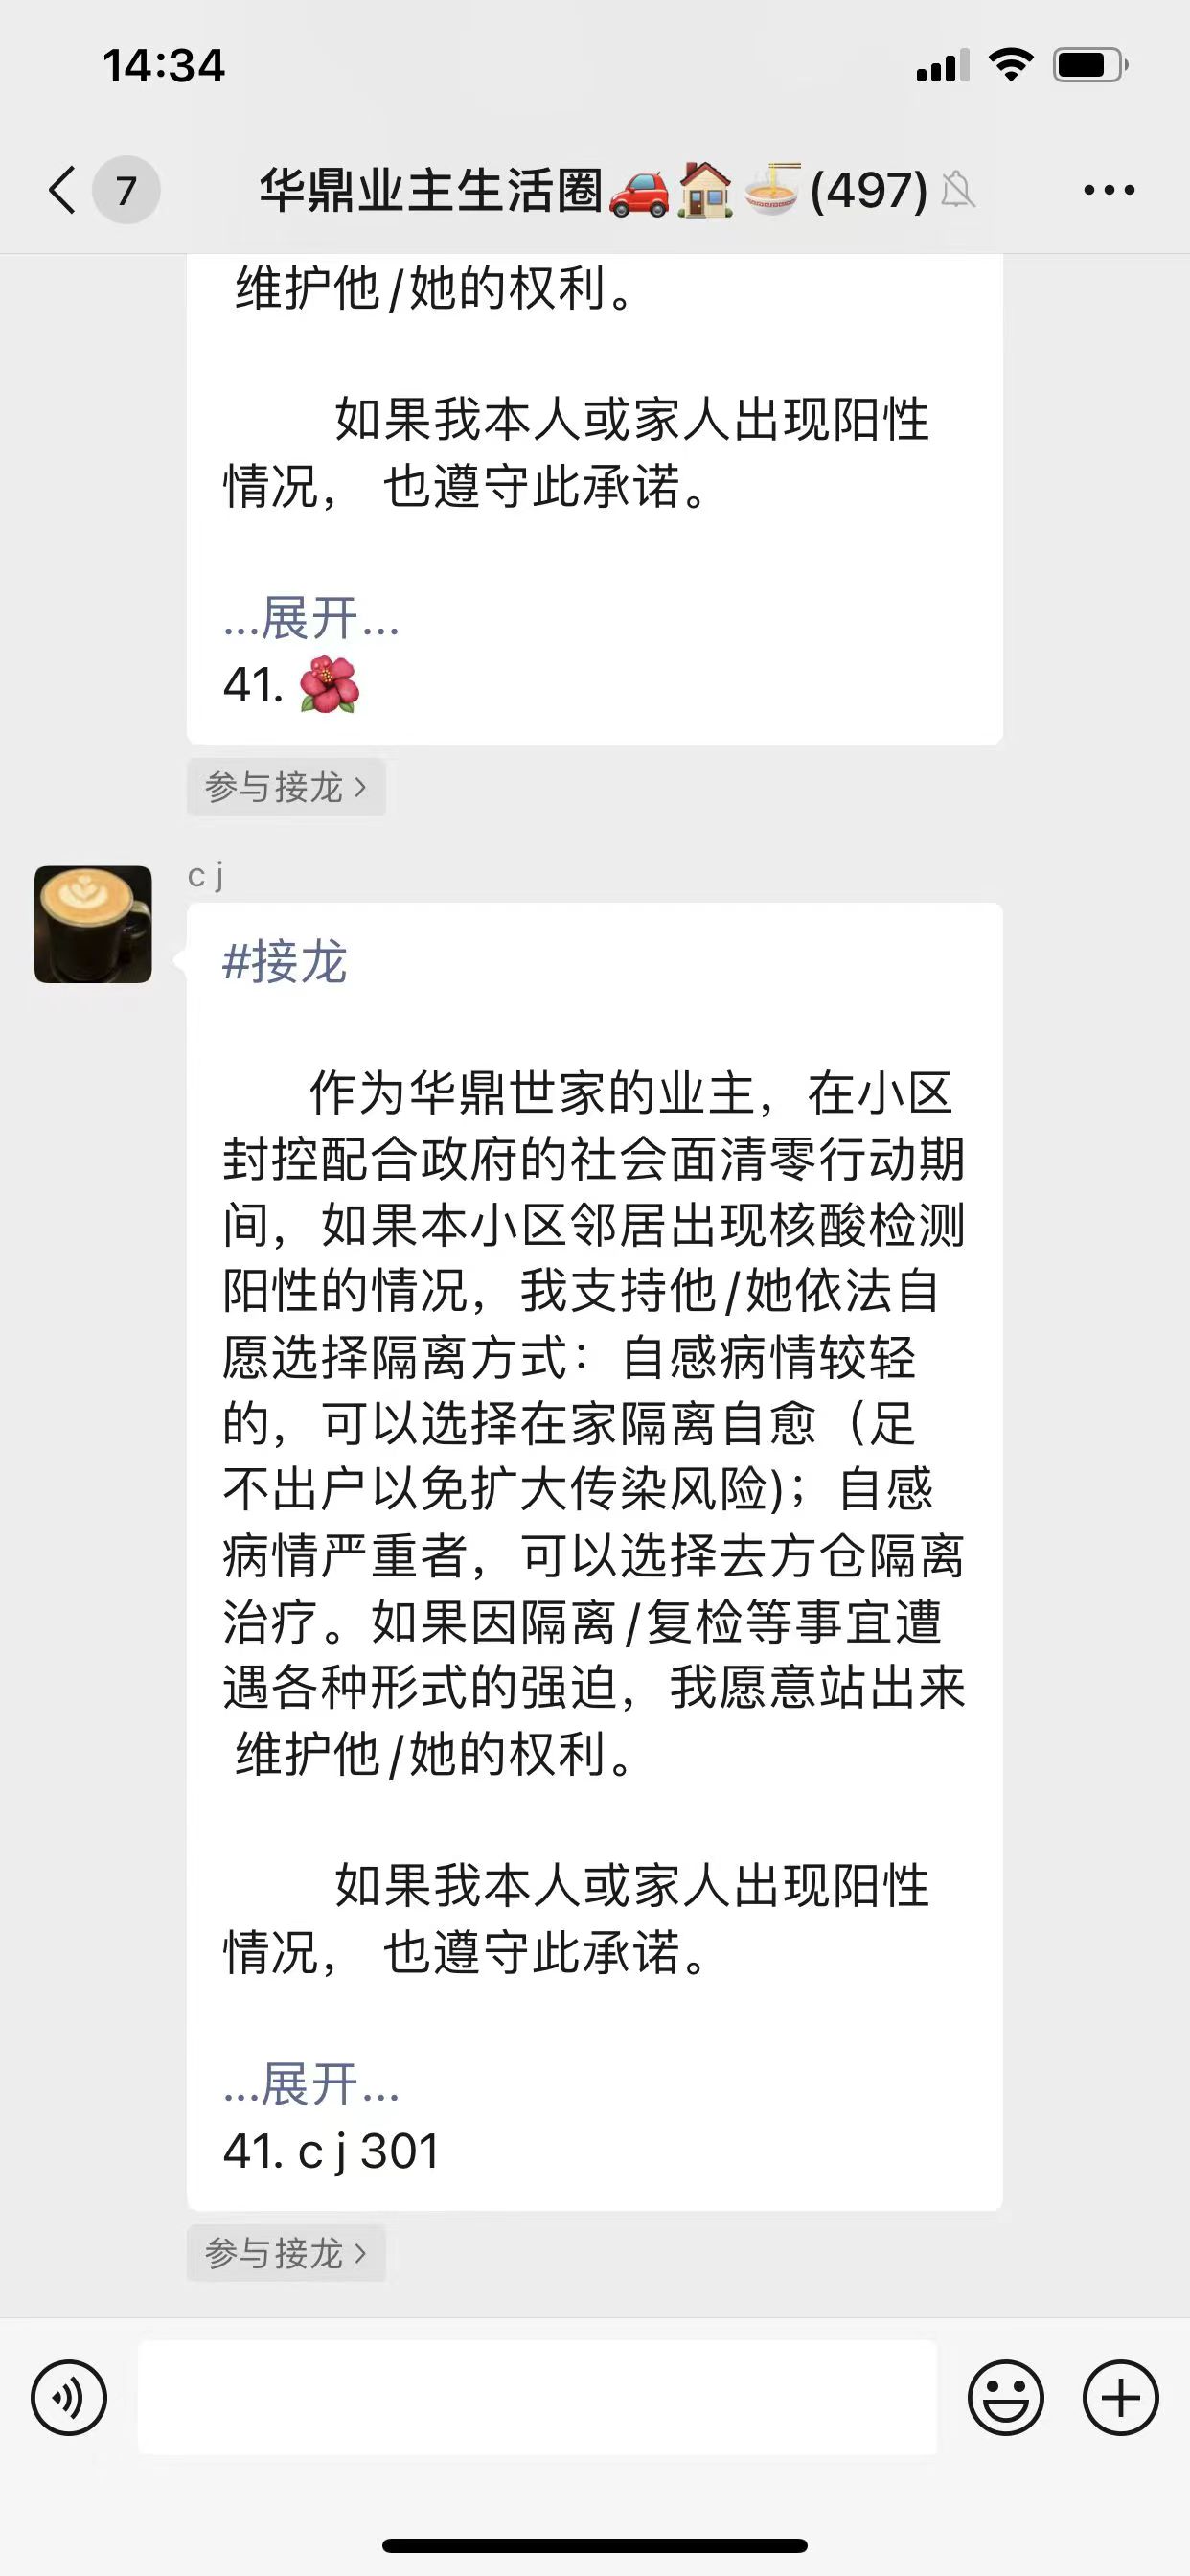 14:34
7 华鼎业主生活圈🚗🏠🍜(497)
维护他/她的权利。
如果我本人或家人出现阳性
情况， 也遵守此承诺。
...展开...
41. 🌺
参与接龙 >
c j
#接龙
作为华鼎世家的业主，在小区
封控配合政府的社会面清零行动期
间，如果本小区邻居出现核酸检测
阳性的情况，我支持他/她依法自
愿选择隔离方式：自感病情较轻
的，可以选择在家隔离自愈（足
不出户以免扩大传染风险)；自感
病情严重者，可以选择去方仓隔离
治疗。如果因隔离/复检等事宜遭
遇各种形式的强迫，我愿意站出来
维护他/她的权利。
如果我本人或家人出现阳性
情况， 也遵守此承诺。
...展开...
41. c j 301
参与接龙 >